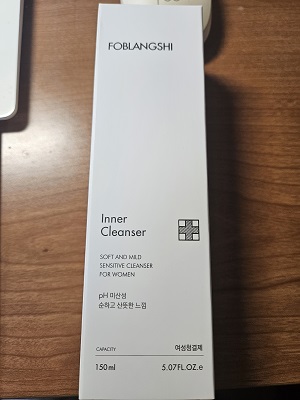 FOBLANGSHI
Inner
Cleanser
SOFT AND MILD
SENSITIVE CLEANSER
FOR WOMEN
pH 미산성
순하고 산뜻한 느낌
CAPACITY
여성청결제
150ml
5.07FL.OZ.e